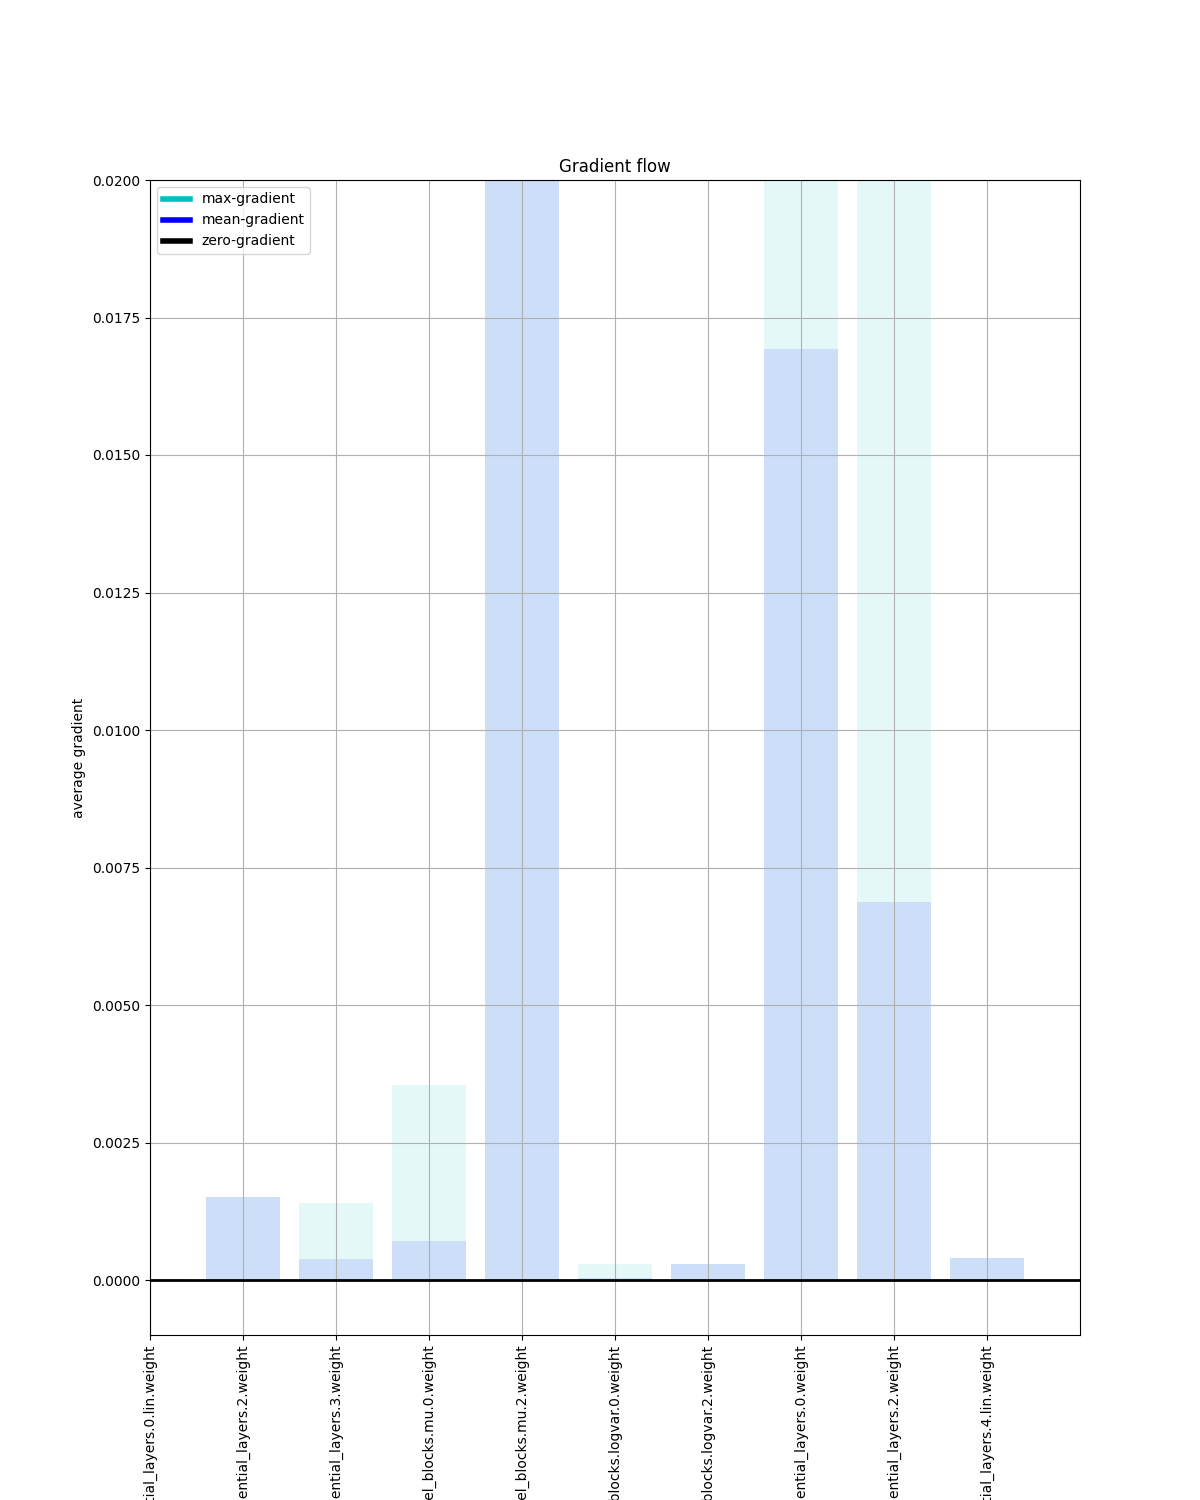 Gradient flow
max-gradient
mean-gradient
zero-gradient
average gradient
0.0200
0.0175
0.0150
0.0125
0.0100
0.0075
0.0050
0.0025
0.0000
tial_layers.0.lin.weight
ential_layers.2.weight
ential_layers.3.weight
el_blocks.mu.0.weight
el_blocks.mu.2.weight
blocks.logvar.0.weight
blocks.logvar.2.weight
ential_layers.0.weight
ential_layers.2.weight
tial_layers.4.lin.weight